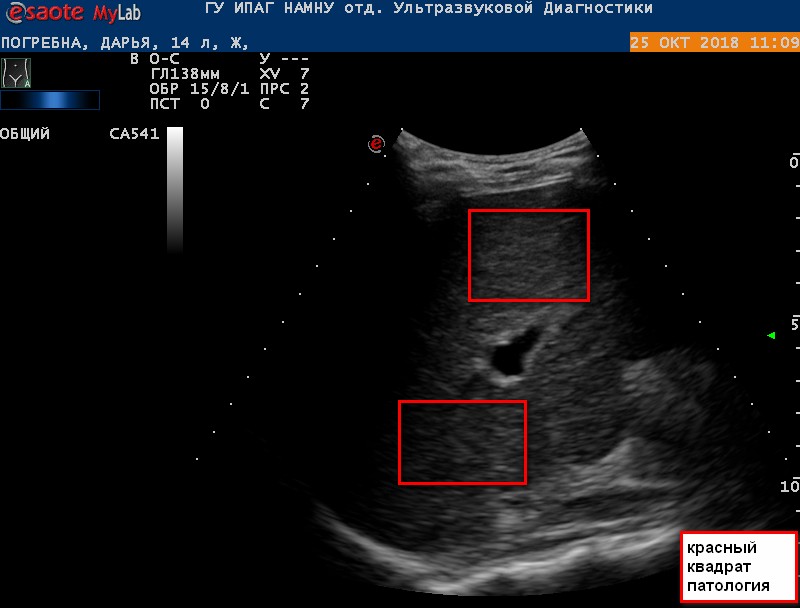 esaote MyLab
ГУ ИПАГ НАМНУ отд. Ультразвуковой Диагностики
ПОГРЕБНА, ДАРЬЯ, 14 л, Ж,
25 ОКТ 2018 11:09
B О-С У ---
ГЛ138мм XV 7
ОБР 15/8/1 ПРС 2
ПСТ 0 С 7
A
ОБЩИЙ CA541
e
0
5
10
красный
квадрат
патология